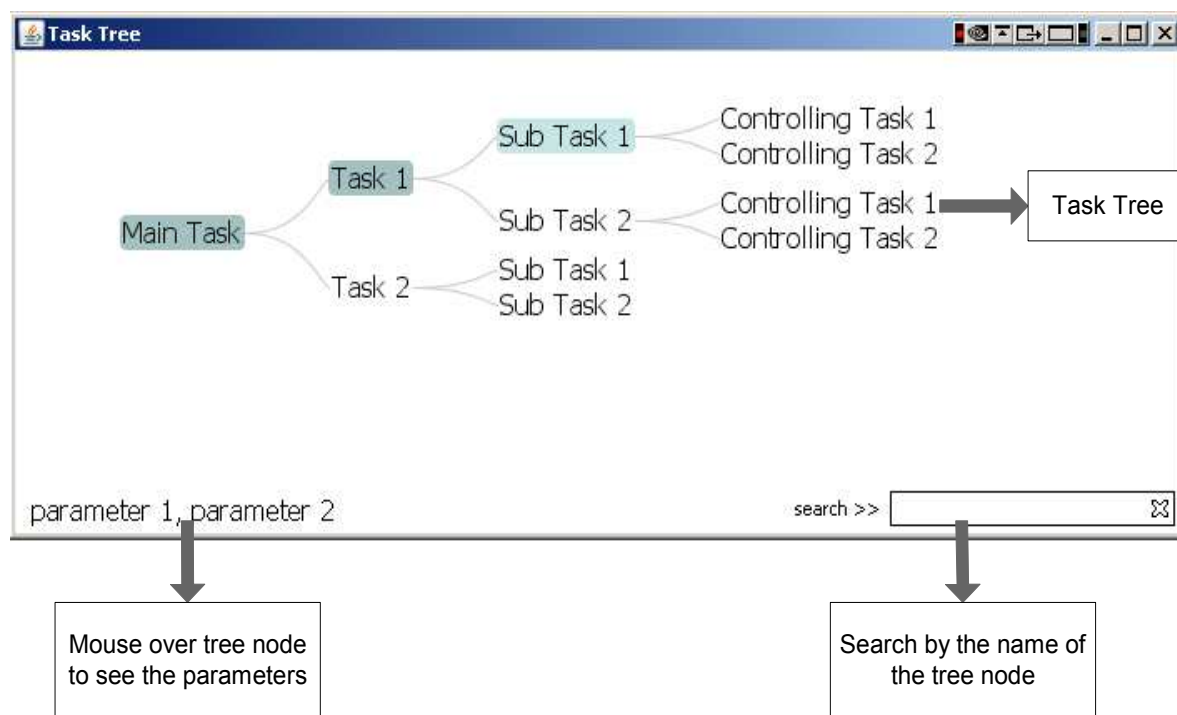 Task Tree
Controlling Task 1
Sub Task 1
Controlling Task 2
Task 1
Controlling Task 1
Task Tree
Sub Task 2
Main Task
Controlling Task 2
Sub Task 1
Task 2
Sub Task 2
parameter 1, parameter 2
search >>
Mouse over tree node
to see the parameters
Search by the name of
the tree node